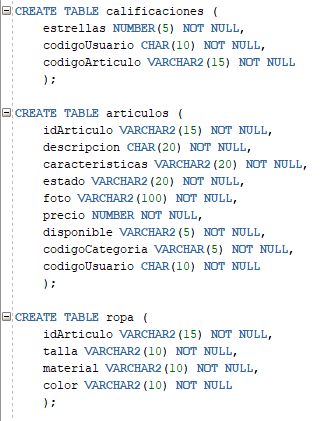 CREATE TABLE calificaciones (
estrellas NUMBER(5) NOT NULL,
codigoUsuario CHAR(10) NOT NULL,
codigoArticulo VARCHAR2(15) NOT NULL
);
CREATE TABLE articulos (
idArticulo VARCHAR2(15) NOT NULL,
descripcion CHAR(20) NOT NULL,
caracteristicas VARCHAR2(20) NOT NULL,
estado VARCHAR2(20) NOT NULL,
foto VARCHAR2(100) NOT NULL,
precio NUMBER NOT NULL,
disponible VARCHAR2(5) NOT NULL,
codigoCategoria VARCHAR(5) NOT NULL,
codigoUsuario CHAR(10) NOT NULL
);
CREATE TABLE ropa (
idArticulo VARCHAR2(15) NOT NULL,
talla VARCHAR2(10) NOT NULL,
material VARCHAR2(10) NOT NULL,
color VARCHAR2(10) NOT NULL
);